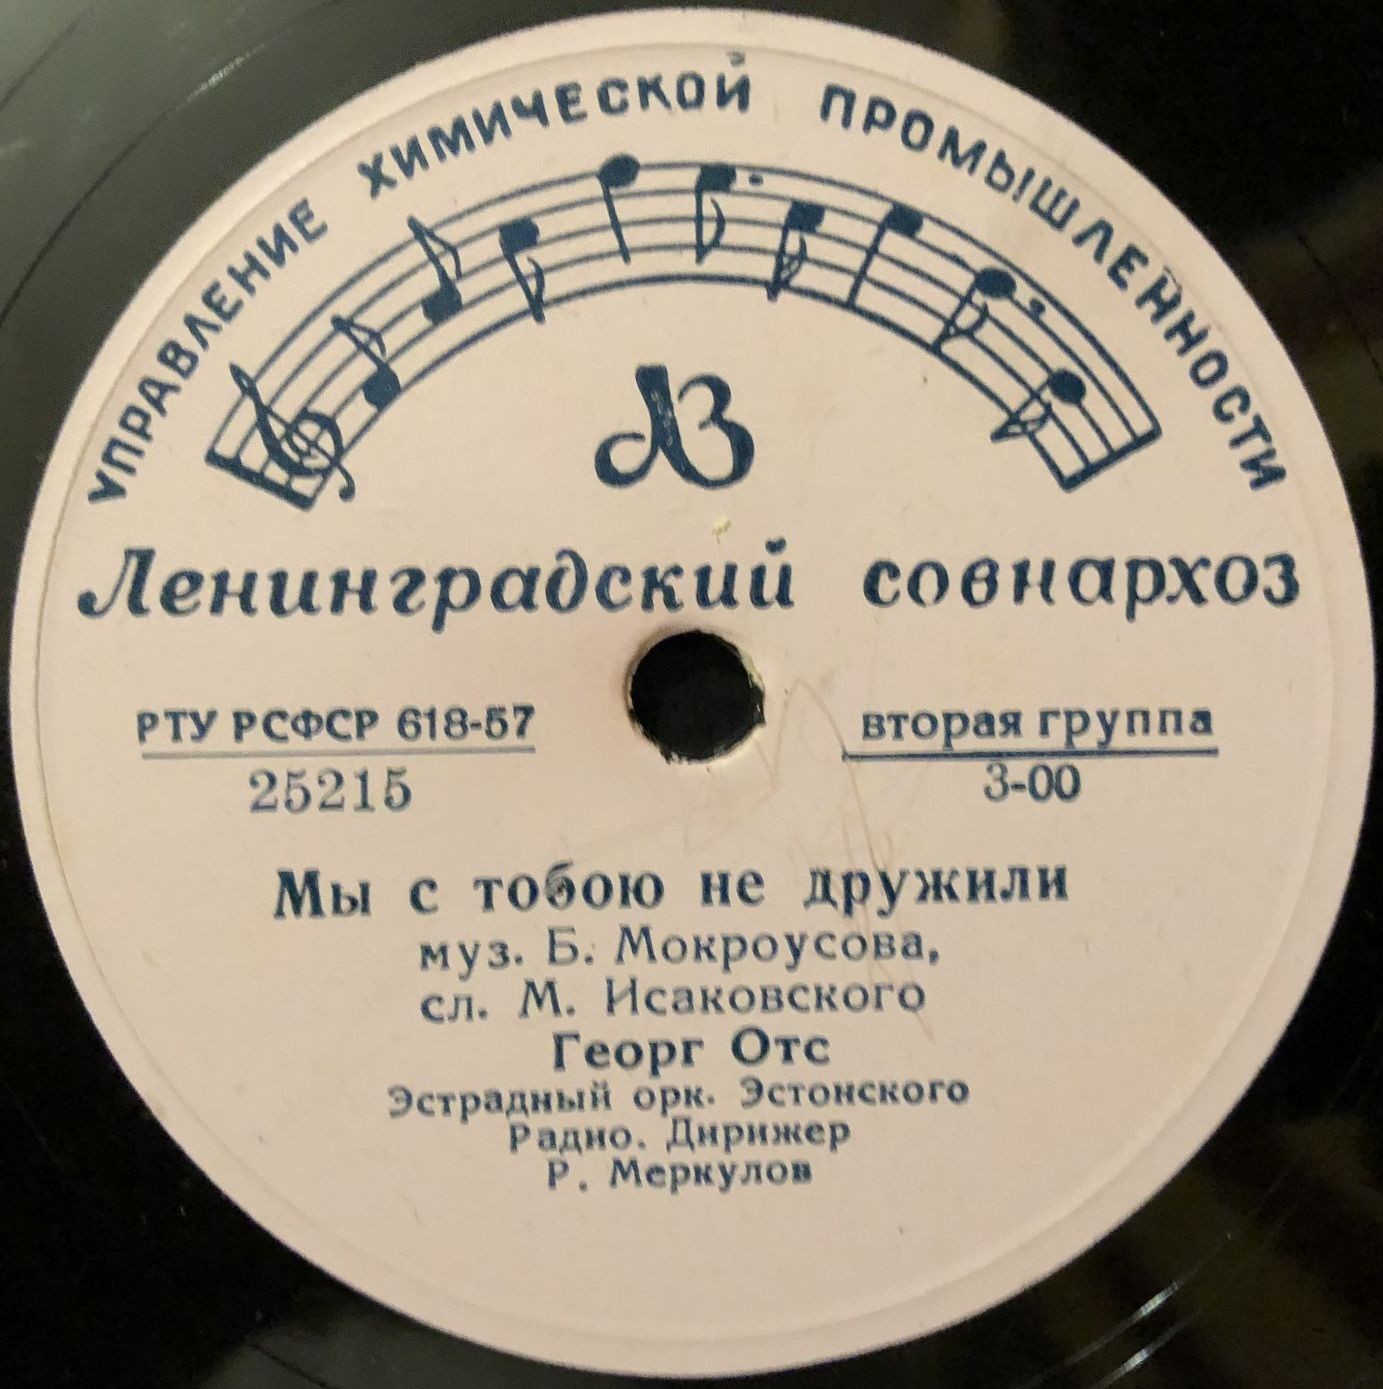 УПРАВЛЕНИЕ ХИМИЧЕСКОЙ ПРОМЫШЛЕННОСТИ
ЛЗ
Ленинградский совнархоз
РТУ РСФСР 618-57
25215
вторая группа
3-00
Мы с тобою не дружили
муз. Б. Мокроусова,
сл. М. Исаковского
Георг Отс
Эстрадный орк. Эстонского
Радио. Дирижер
Р. Меркулов